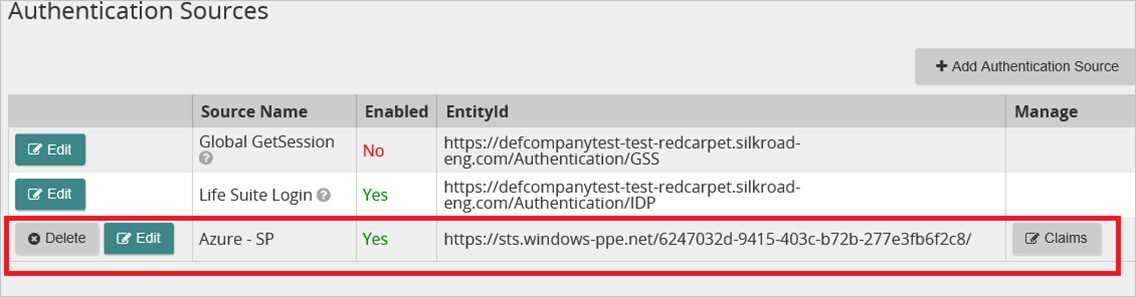 Authentication Sources
+ Add Authentication Source
Source Name Enabled EntityId Manage
Edit Global GetSession ? No https://defcompanytest-test-redcarpet.silkroad-
eng.com/Authentication/GSS
Edit Life Suite Login ? Yes https://defcompanytest-test-redcarpet.silkroad-
eng.com/Authentication/IDP
Delete Edit Azure - SP Yes https://sts.windows-ppe.net/6247032d-9415-403c-b72b-277e3fb6f2c8/ Claims